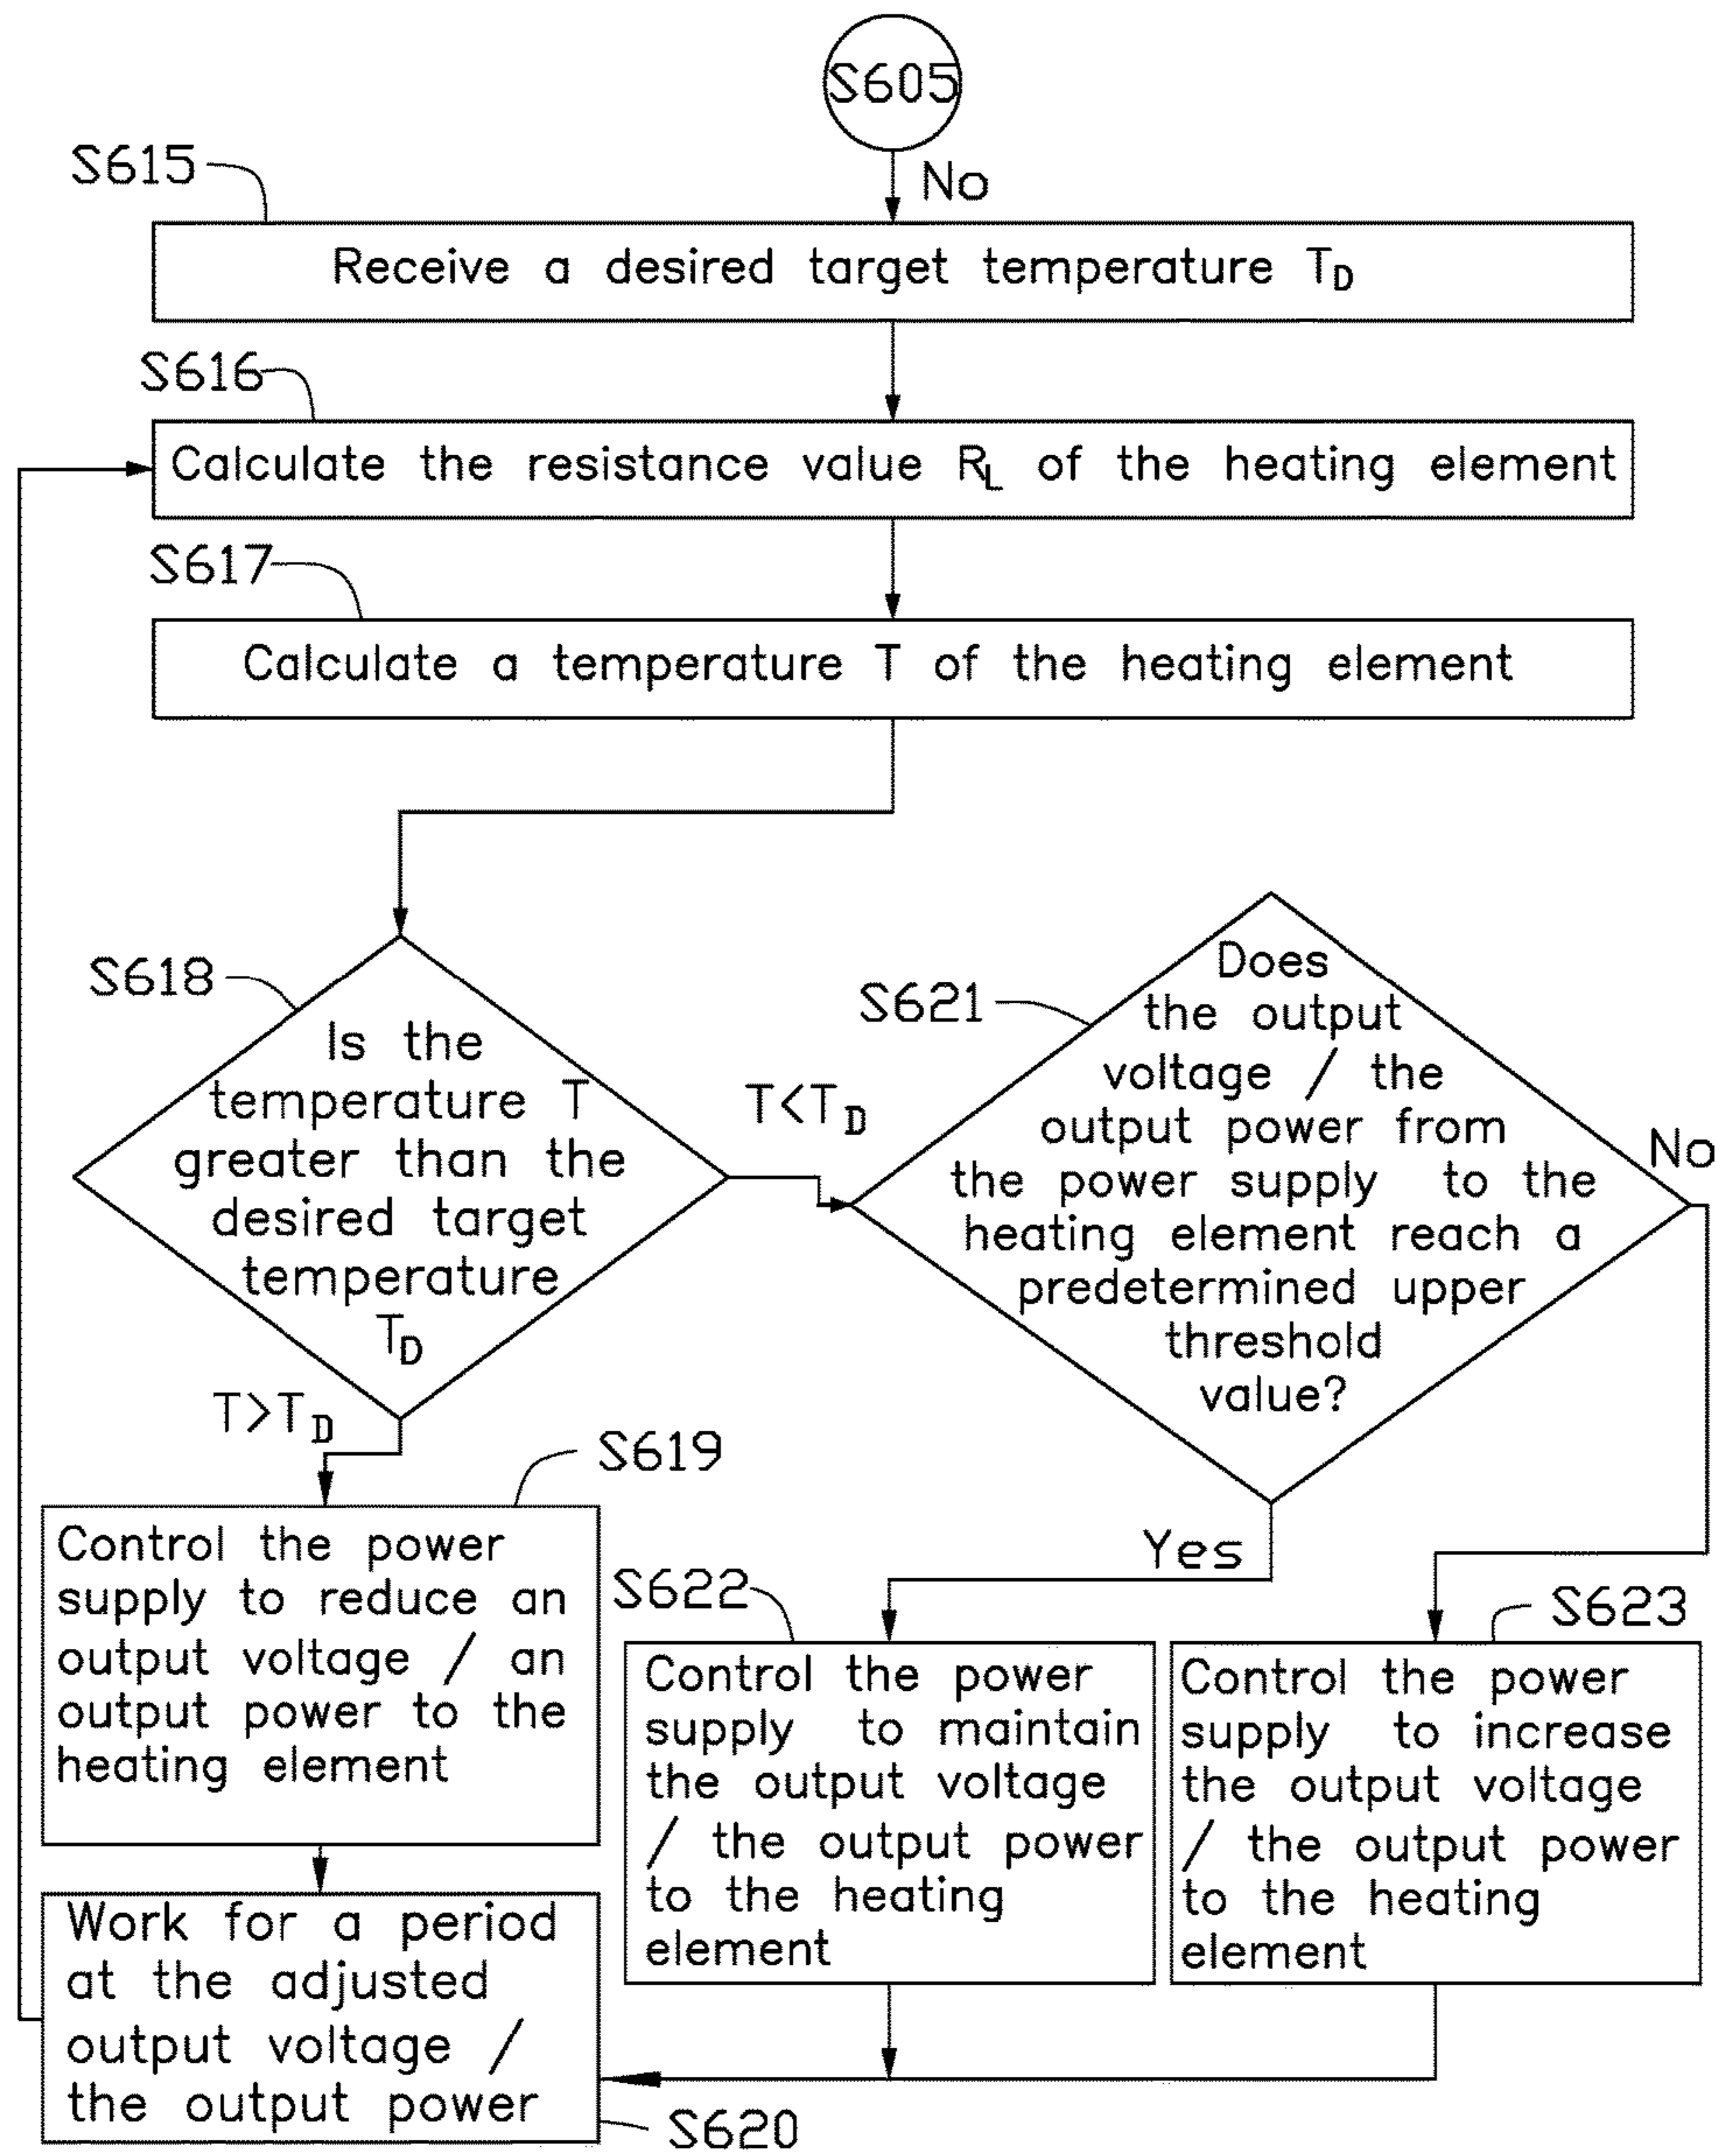 S605
No
S615
Receive a desired target temperature T_D
S616
Calculate the resistance value R_L of the heating element
S617
Calculate a temperature T of the heating element
S618
Is the
temperature T
greater than the
desired target
temperature
T_D
T<T_D
T>T_D
S621
Does
the output
voltage / the
output power from
the power supply to the
heating element reach a
predetermined upper
threshold
value?
No
Yes
S619
Control the power
supply to reduce an
output voltage / an
output power to the
heating element
S622
Control the power
supply to maintain
the output voltage
/ the output power
to the heating
element
S623
Control the power
supply to increase
the output voltage
/ the output power
to the heating
element
Work for a period
at the adjusted
output voltage /
the output power
S620